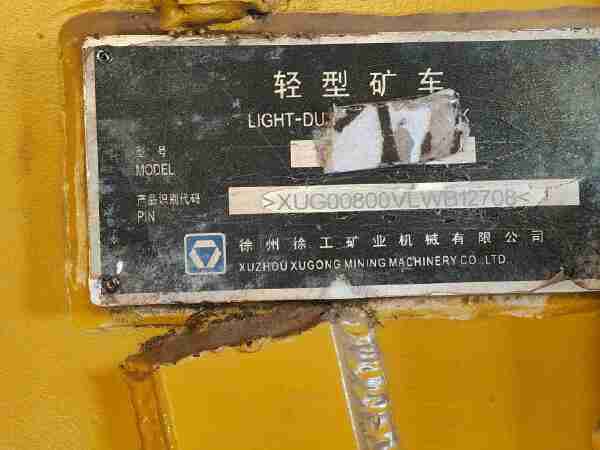 轻型矿车
LIGHT-DU K
型号
MODEL
产品识别代码
PIN >XUG00800VLWB12708<
徐州徐工矿业机械有限公司
XUZHOU XUGONG MINING MACHINERY CO.,LTD.